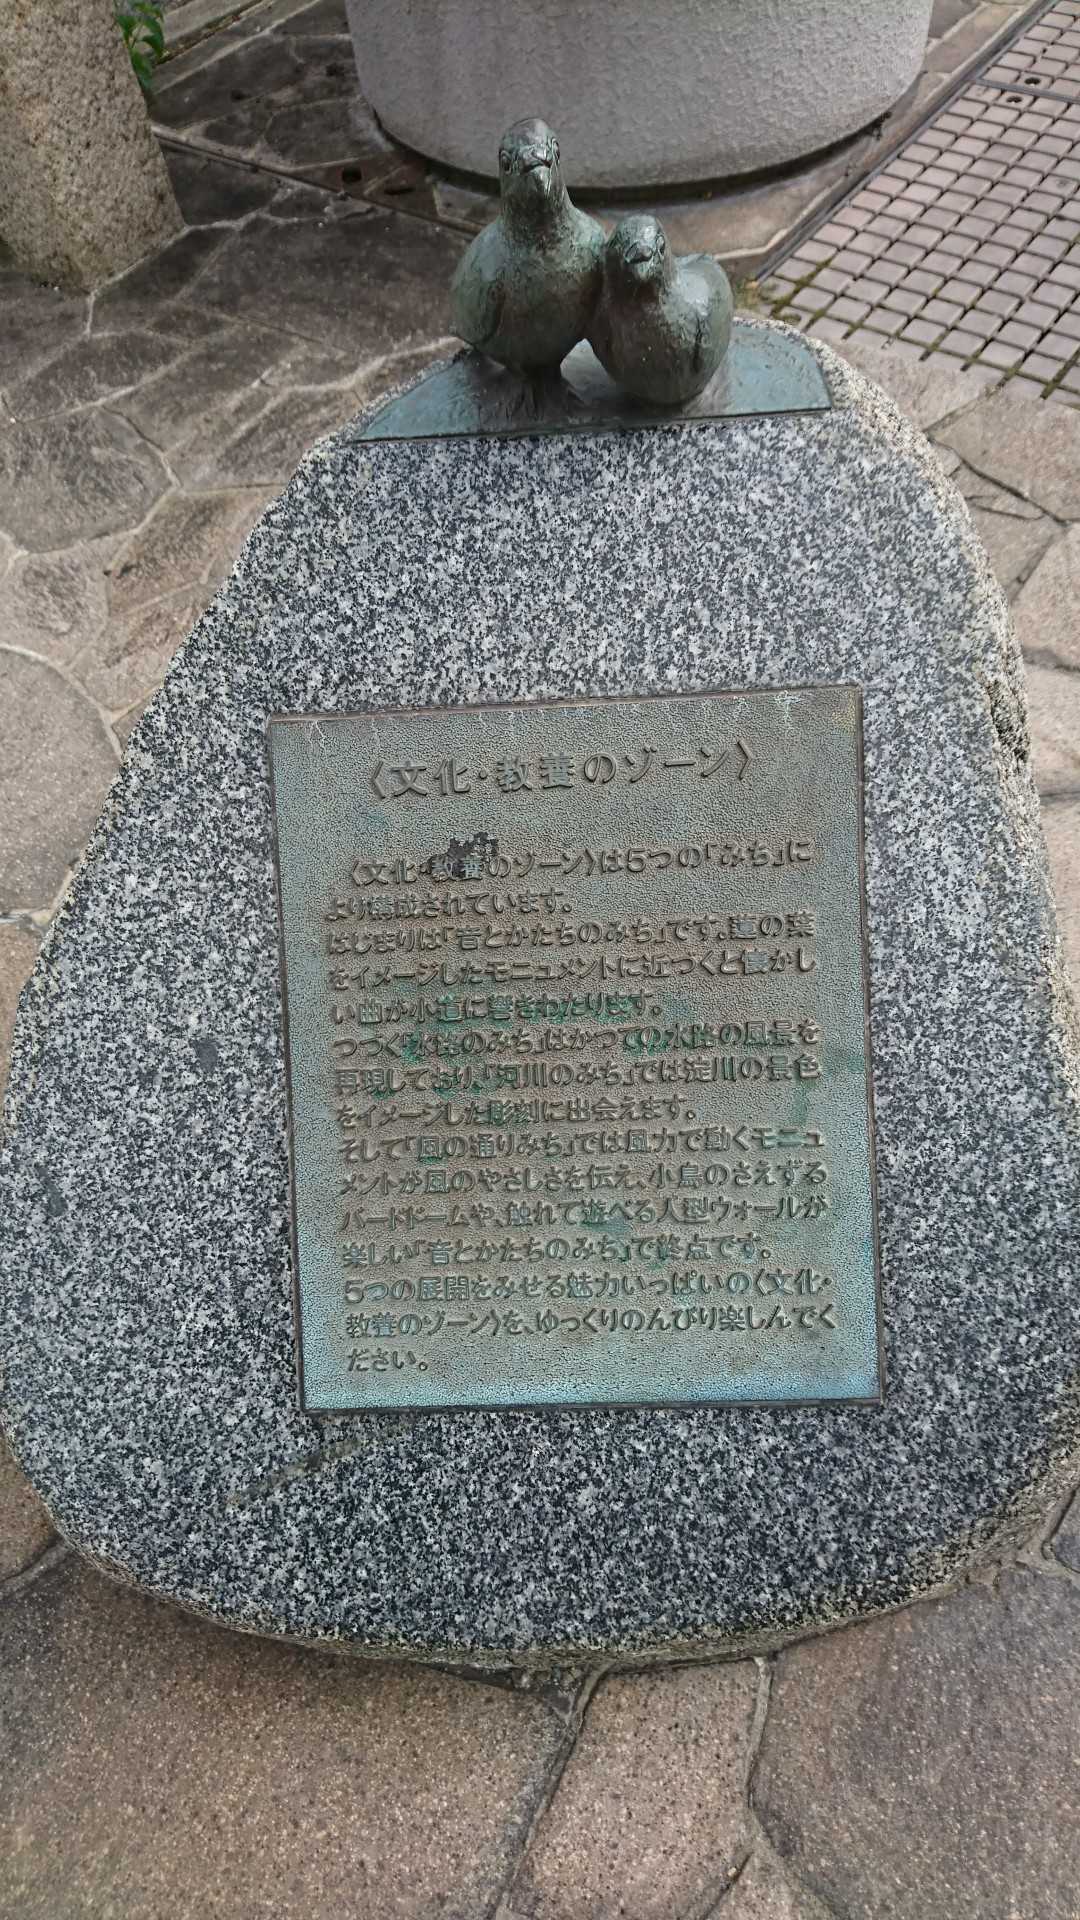 〈文化・教養のゾーン〉
〈文化・教養のゾーン〉は5つの「みち」に
より構成されています。
はじまりは「音とかたちのみち」です。蓮の葉
をイメージしたモニュメントに近づくと懐かし
い曲が小道に響きわたります。
つづく「水路のみち」はかつての水路の風景を
再現しており、「河川のみち」では淀川の景色
をイメージした彫刻に出会えます。
そして「風の通りみち」では風力で動くモニュ
メントが風のやさしさを伝え、小鳥のさえずる
バードドームや、触れて遊べる人型ウォールが
楽しい「音とかたちのみち」で終点です。
5つの展開をみせる魅力いっぱいの〈文化・
教養のゾーン〉を、ゆっくりのんびり楽しんでく
ださい。